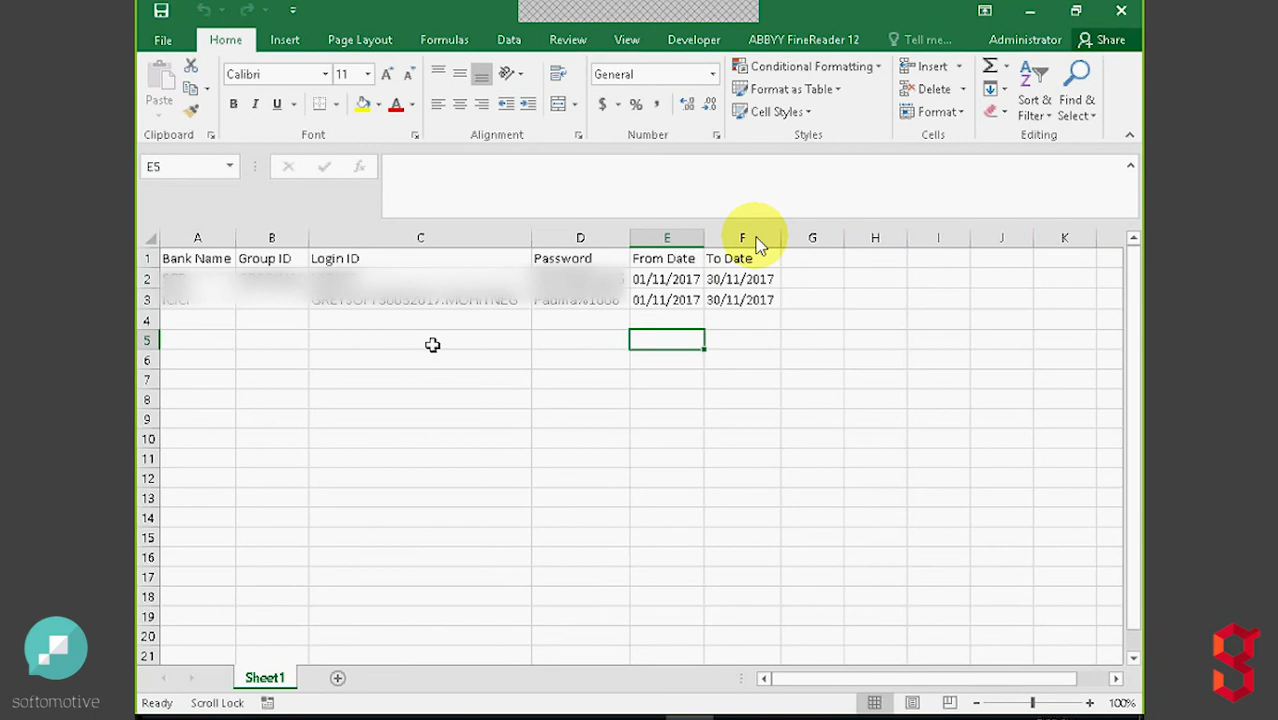 File Home Insert Page Layout Formulas Data Review View Developer ABBYY FineReader 12 Tell me... Administrator Share
Paste
Calibri 11
B I U
General
$ % ,
Conditional Formatting
Format as Table
Cell Styles
Insert
Delete
Format
Sort & Filter
Find & Select
Clipboard Font Alignment Number Styles Cells Editing
E5
fx
A B C D E F G H I J K
1 Bank Name Group ID Login ID Password From Date To Date
2 01/11/2017 30/11/2017
3 01/11/2017 30/11/2017
4
5
6
7
8
9
10
11
12
13
14
15
16
17
18
19
20
21
Sheet1
Ready Scroll Lock 100%
softomotive